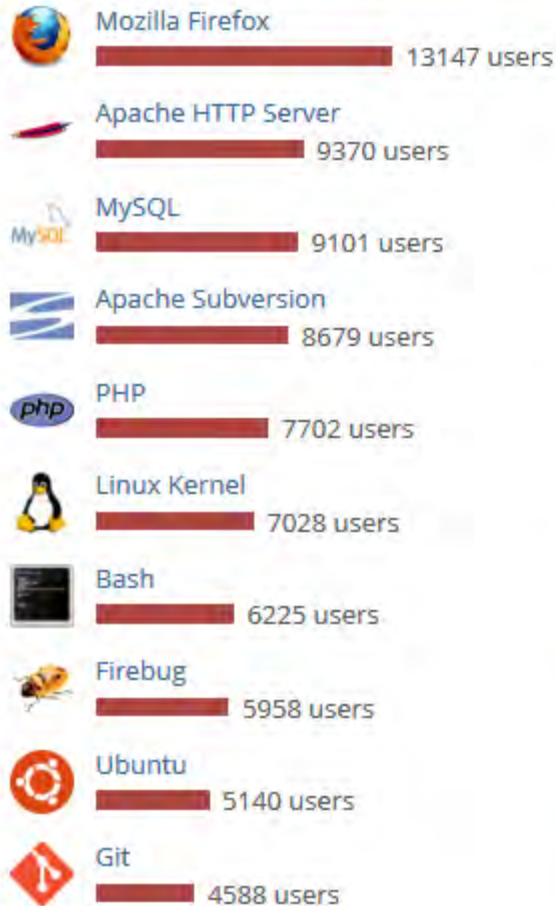 Mozilla Firefox
13147 users
Apache HTTP Server
9370 users
MySQL
MySQL
9101 users
Apache Subversion
8679 users
php
PHP
7702 users
Linux Kernel
7028 users
Bash
6225 users
Firebug
5958 users
Ubuntu
5140 users
Git
4588 users